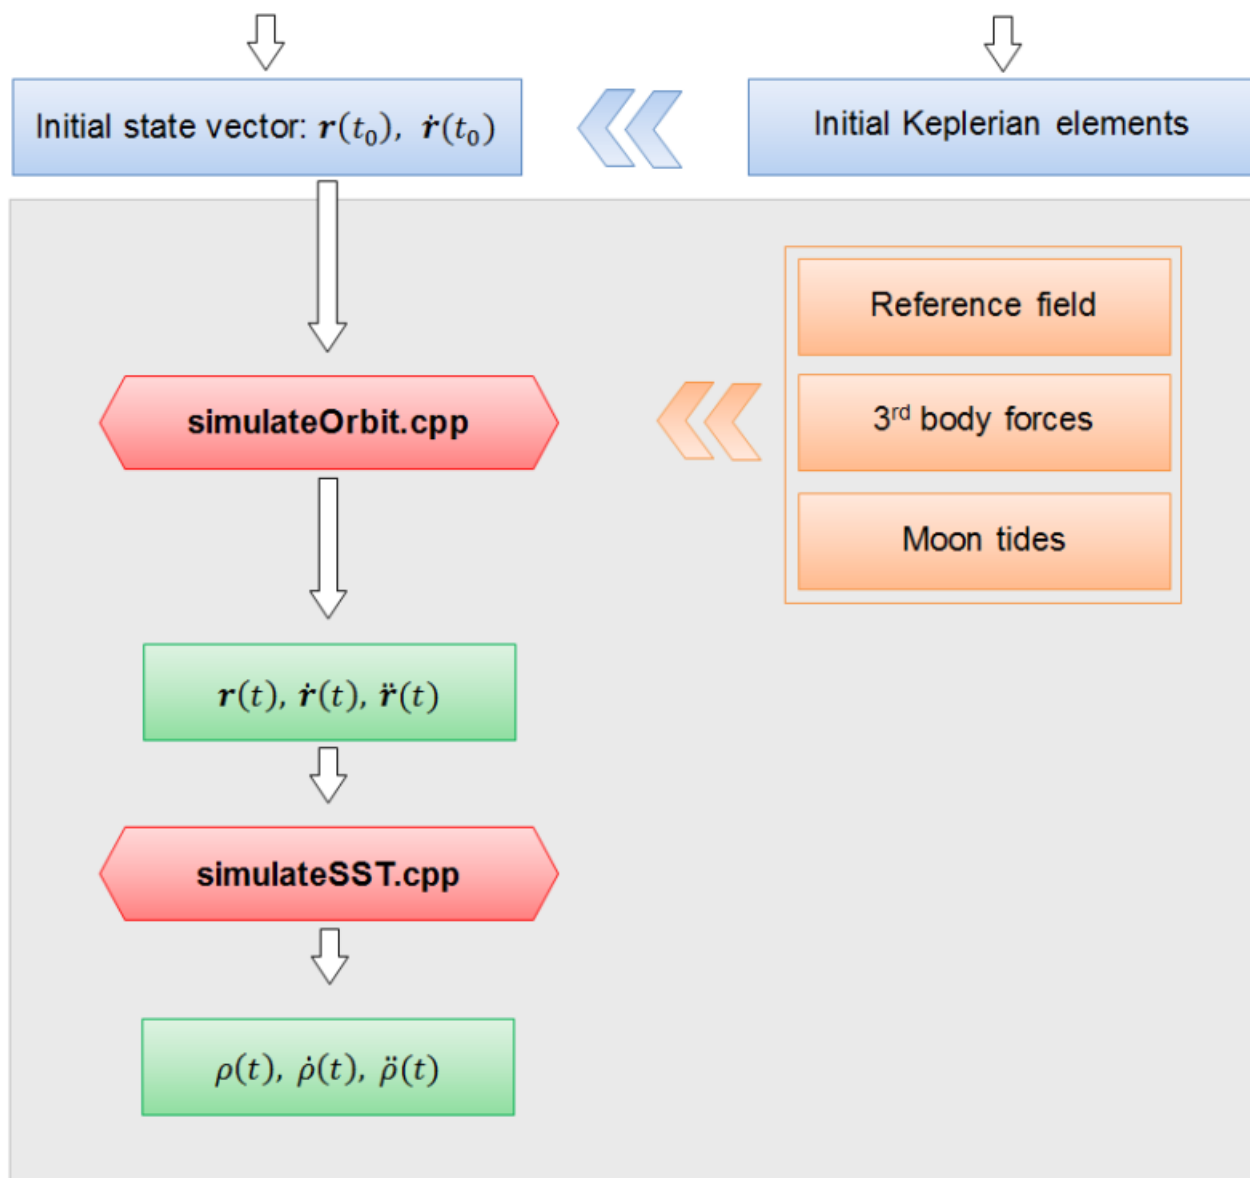 Initial state vector: 𝒓(𝑡₀), 𝒓̇(𝑡₀)
Initial Keplerian elements
Reference field
3ʳᵈ body forces
Moon tides
simulateOrbit.cpp
𝒓(𝑡), 𝒓̇(𝑡), 𝒓̈(𝑡)
simulateSST.cpp
𝜌(𝑡), 𝜌̇(𝑡), 𝜌̈(𝑡)